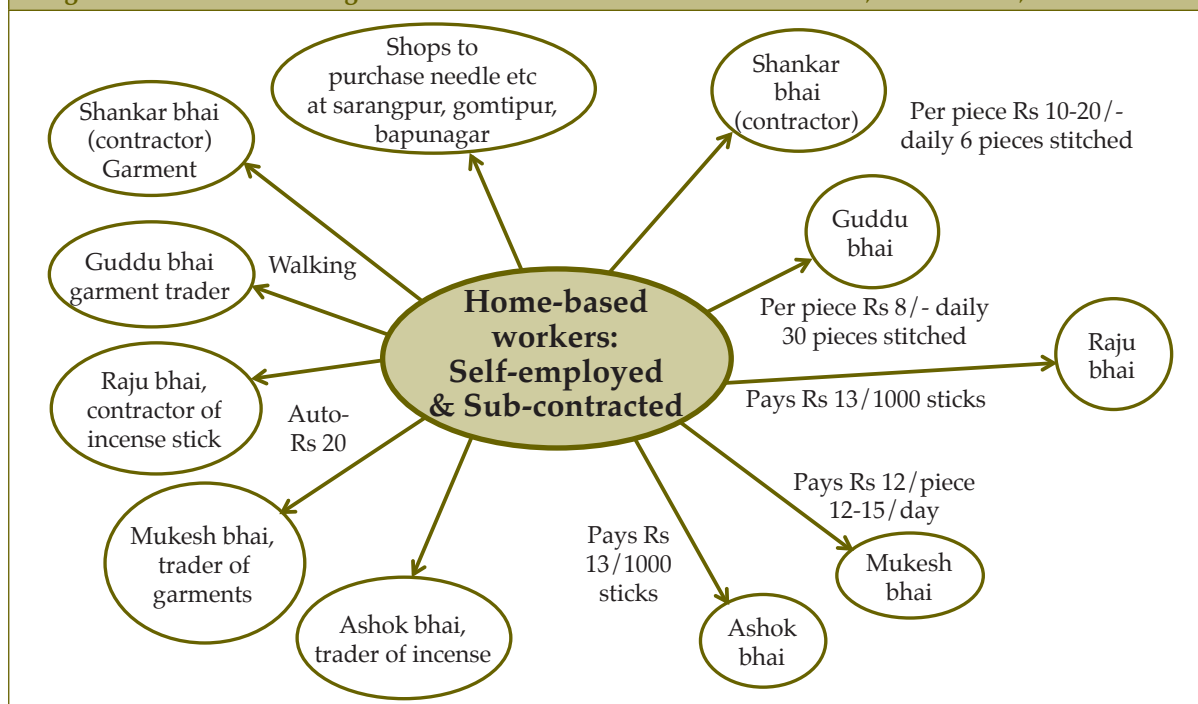 Shops to
purchase needle etc
at sarangpur, gomtipur,
bapunagar
Shankar bhai
(contractor)
Garment
Shankar
bhai
(contractor)
Per piece Rs 10-20/-
daily 6 pieces stitched
Guddu bhai
garment trader
Walking
Guddu
bhai
Per piece Rs 8/- daily
30 pieces stitched
Home-based
workers:
Self-employed
& Sub-contracted
Raju
bhai
Pays Rs 13/1000 sticks
Raju bhai,
contractor of
incense stick
Auto-
Rs 20
Mukesh bhai,
trader of
garments
Ashok bhai,
trader of incense
Pays Rs
13/1000
sticks
Ashok
bhai
Pays Rs 12/piece
12-15/day
Mukesh
bhai